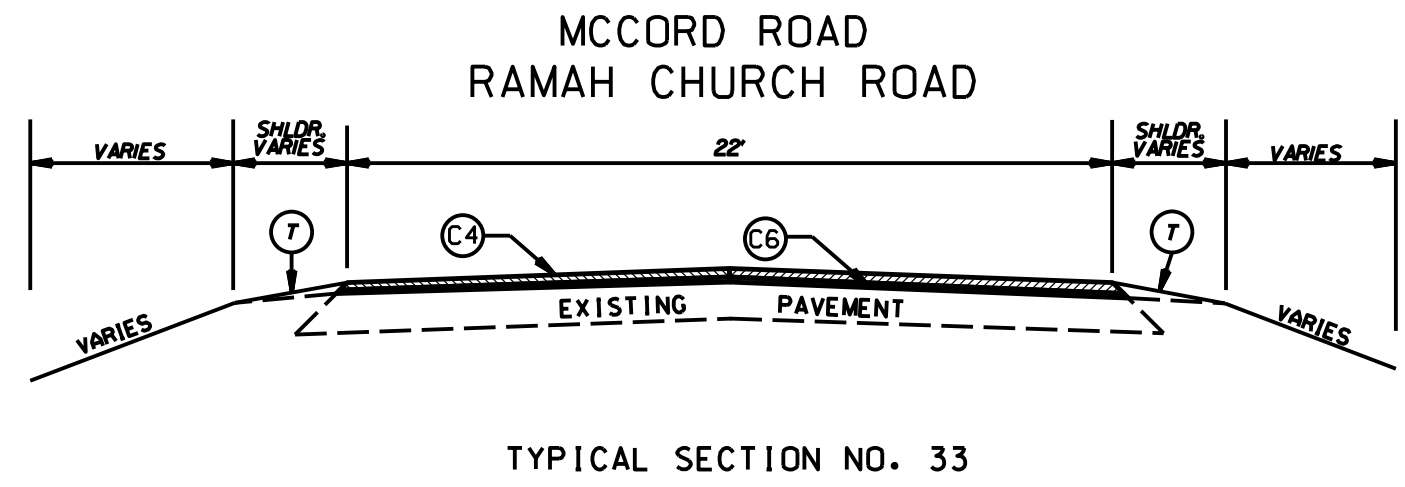 MCCORD ROAD
RAMAH CHURCH ROAD
VARIES
SHLDR.
VARIES
22'
SHLDR.
VARIES
VARIES
T
C4
C6
T
EXISTING PAVEMENT
VARIES
VARIES
TYPICAL SECTION NO. 33